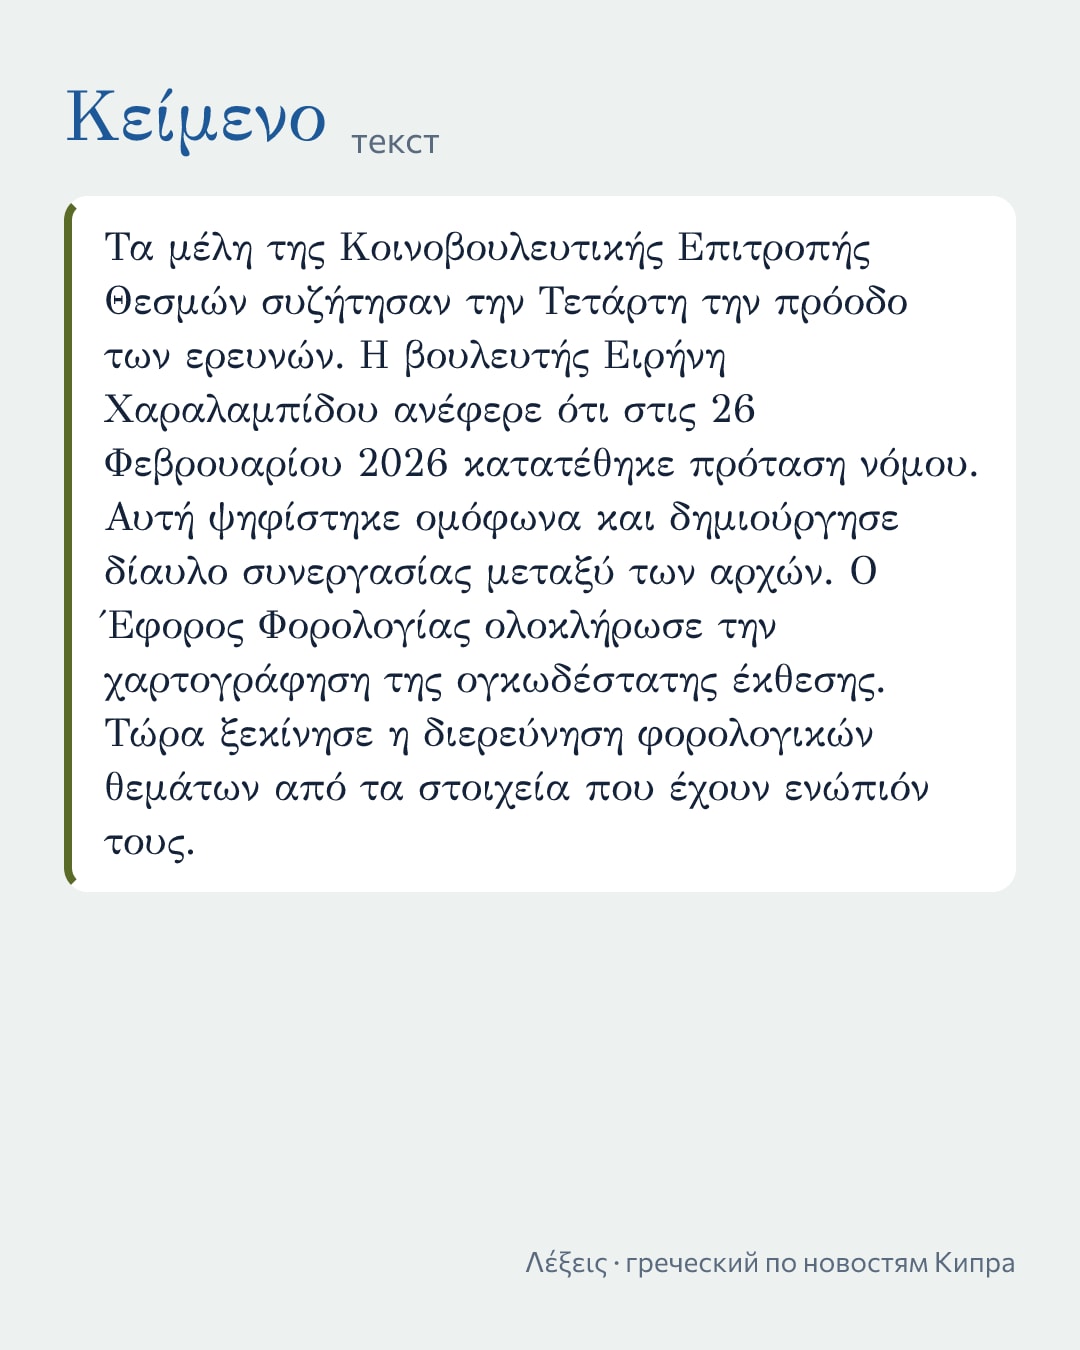 Κείμενο текст
Τα μέλη της Κοινοβουλευτικής Επιτροπής
Θεσμών συζήτησαν την Τετάρτη την πρόοδο
των ερευνών. Η βουλευτής Ειρήνη
Χαραλαμπίδου ανέφερε ότι στις 26
Φεβρουαρίου 2026 κατατέθηκε πρόταση νόμου.
Αυτή ψηφίστηκε ομόφωνα και δημιούργησε
δίαυλο συνεργασίας μεταξύ των αρχών. Ο
Έφορος Φορολογίας ολοκλήρωσε την
χαρτογράφηση της ογκωδέστατης έκθεσης.
Τώρα ξεκίνησε η διερεύνηση φορολογικών
θεμάτων από τα στοιχεία που έχουν ενώπιόν
τους.
Λέξεις · греческий по новостям Кипра